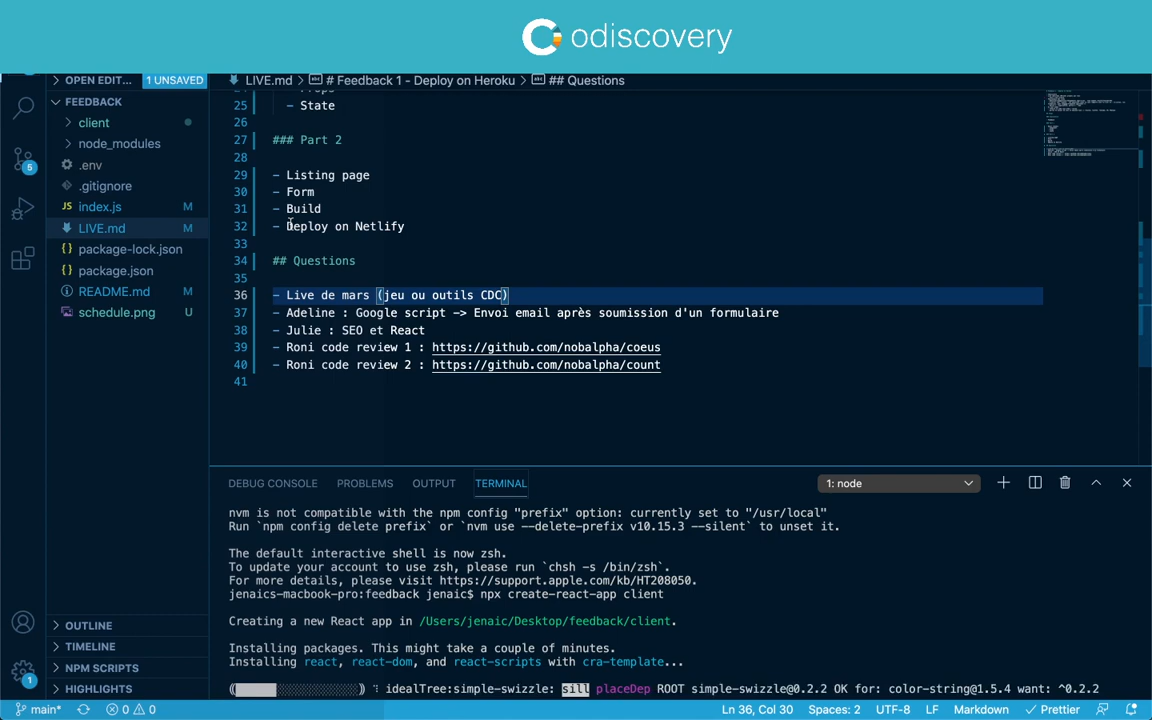 odiscovery
OPEN EDIT... 1 UNSAVED
LIVE.md > # Feedback 1 - Deploy on Heroku > ## Questions
FEEDBACK
client
node_modules
.env
.gitignore
index.js M
LIVE.md M
package-lock.json
package.json
README.md M
schedule.png U
OUTLINE
TIMELINE
NPM SCRIPTS
HIGHLIGHTS
5
1
25 - State
26
27 ### Part 2
28
29 - Listing page
30 - Form
31 - Build
32 - Deploy on Netlify
33
34 ## Questions
35
36 - Live de mars (jeu ou outils CDC)
37 - Adeline : Google script -> Envoi email après soumission d'un formulaire
38 - Julie : SEO et React
39 - Roni code review 1 : https://github.com/nobalpha/coeus
40 - Roni code review 2 : https://github.com/nobalpha/count
41
DEBUG CONSOLE PROBLEMS OUTPUT TERMINAL 1: node
nvm is not compatible with the npm config "prefix" option: currently set to "/usr/local"
Run `npm config delete prefix` or `nvm use --delete-prefix v10.15.3 --silent` to unset it.
The default interactive shell is now zsh.
To update your account to use zsh, please run `chsh -s /bin/zsh`.
For more details, please visit https://support.apple.com/kb/HT208050.
jenaics-macbook-pro:feedback jenaic$ npx create-react-app client
Creating a new React app in /Users/jenaic/Desktop/feedback/client.
Installing packages. This might take a couple of minutes.
Installing react, react-dom, and react-scripts with cra-template...
idealTree:simple-swizzle: sill placeDep ROOT simple-swizzle@0.2.2 OK for: color-string@1.5.4 want: ^0.2.2
main* 0 0 Ln 36, Col 30 Spaces: 2 UTF-8 LF Markdown Prettier